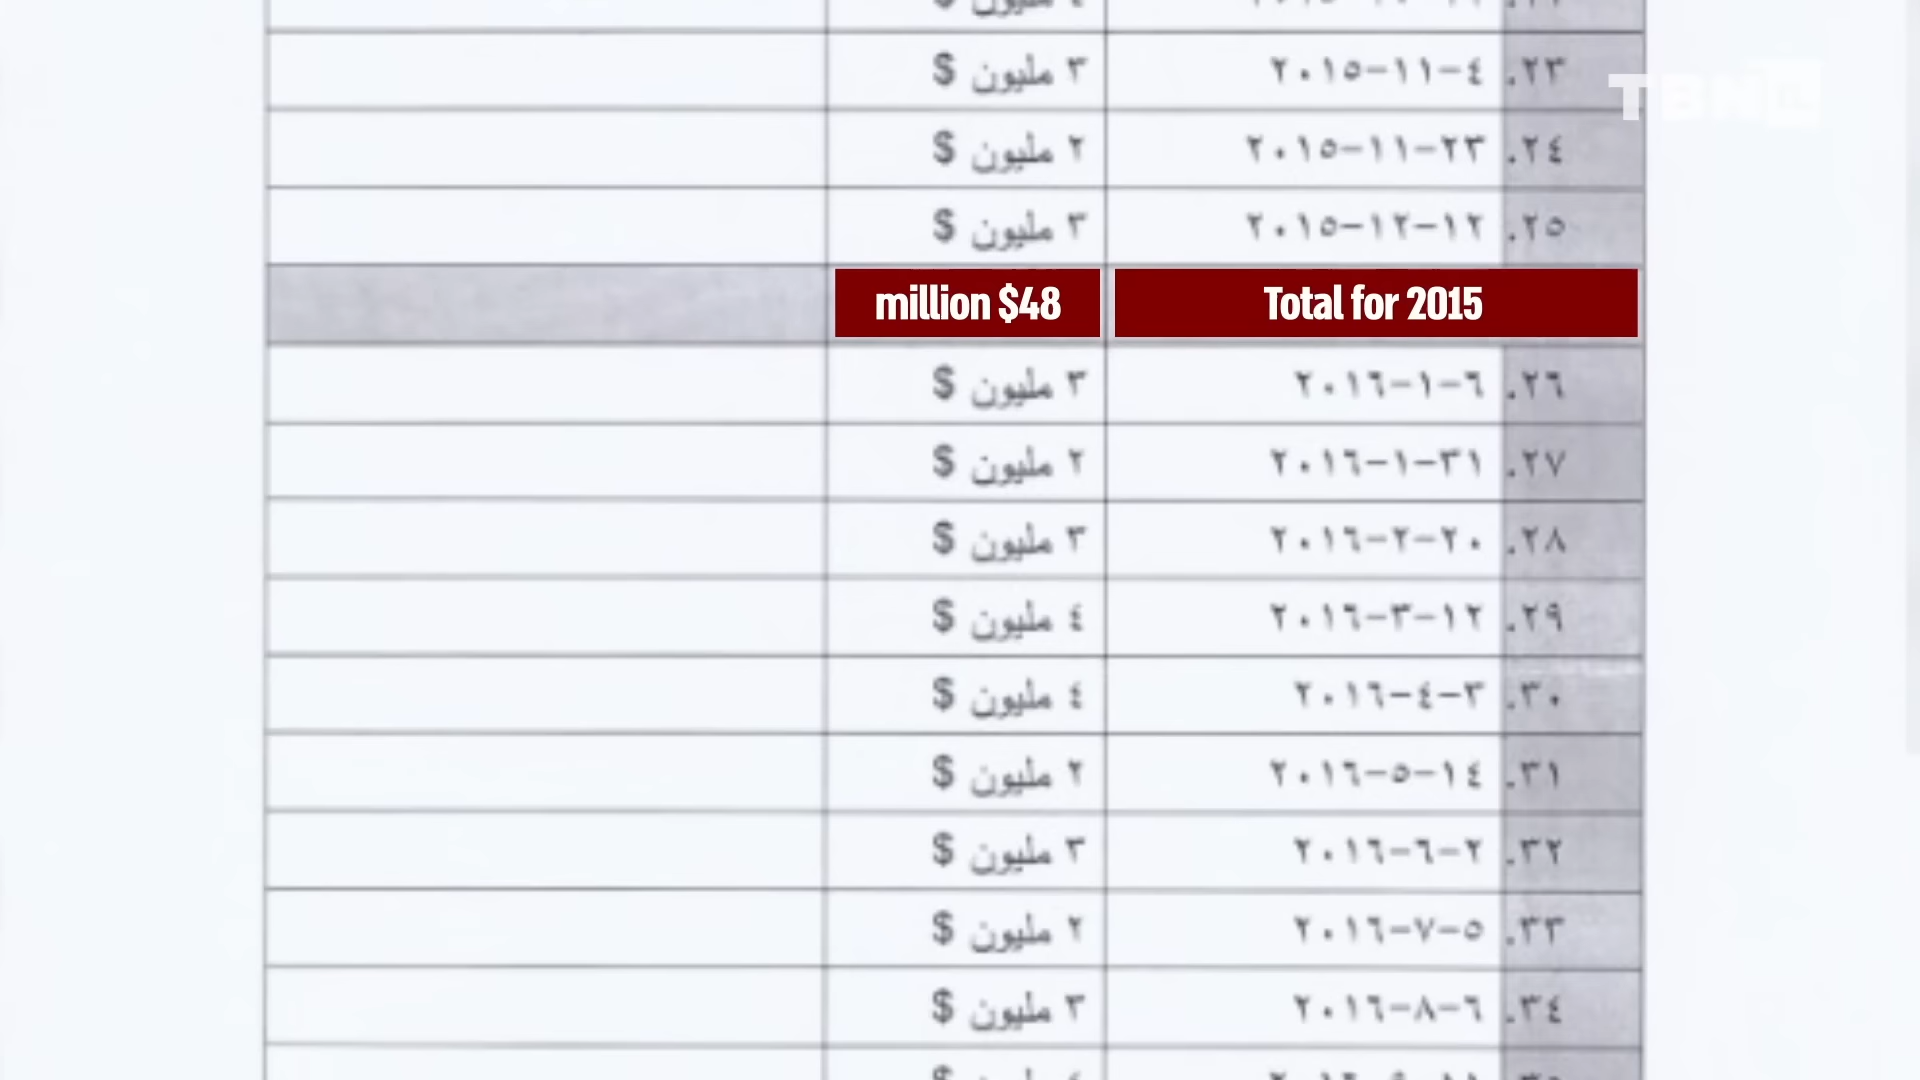 ٢٣. ٤-١١-٢٠١٥ ٣ مليون $
٢٤. ٢٣-١١-٢٠١٥ ٢ مليون $
٢٥. ١٢-١٢-٢٠١٥ ٣ مليون $
Total for 2015 million $48
٢٦. ٦-١-٢٠١٦ ٣ مليون $
٢٧. ٣١-١-٢٠١٦ ٢ مليون $
٢٨. ٢٠-٢-٢٠١٦ ٣ مليون $
٢٩. ١٢-٣-٢٠١٦ ٤ مليون $
٣٠. ٣-٤-٢٠١٦ ٤ مليون $
٣١. ١٤-٥-٢٠١٦ ٢ مليون $
٣٢. ٢-٦-٢٠١٦ ٣ مليون $
٣٣. ٥-٧-٢٠١٦ ٢ مليون $
٣٤. ٦-٨-٢٠١٦ ٣ مليون $